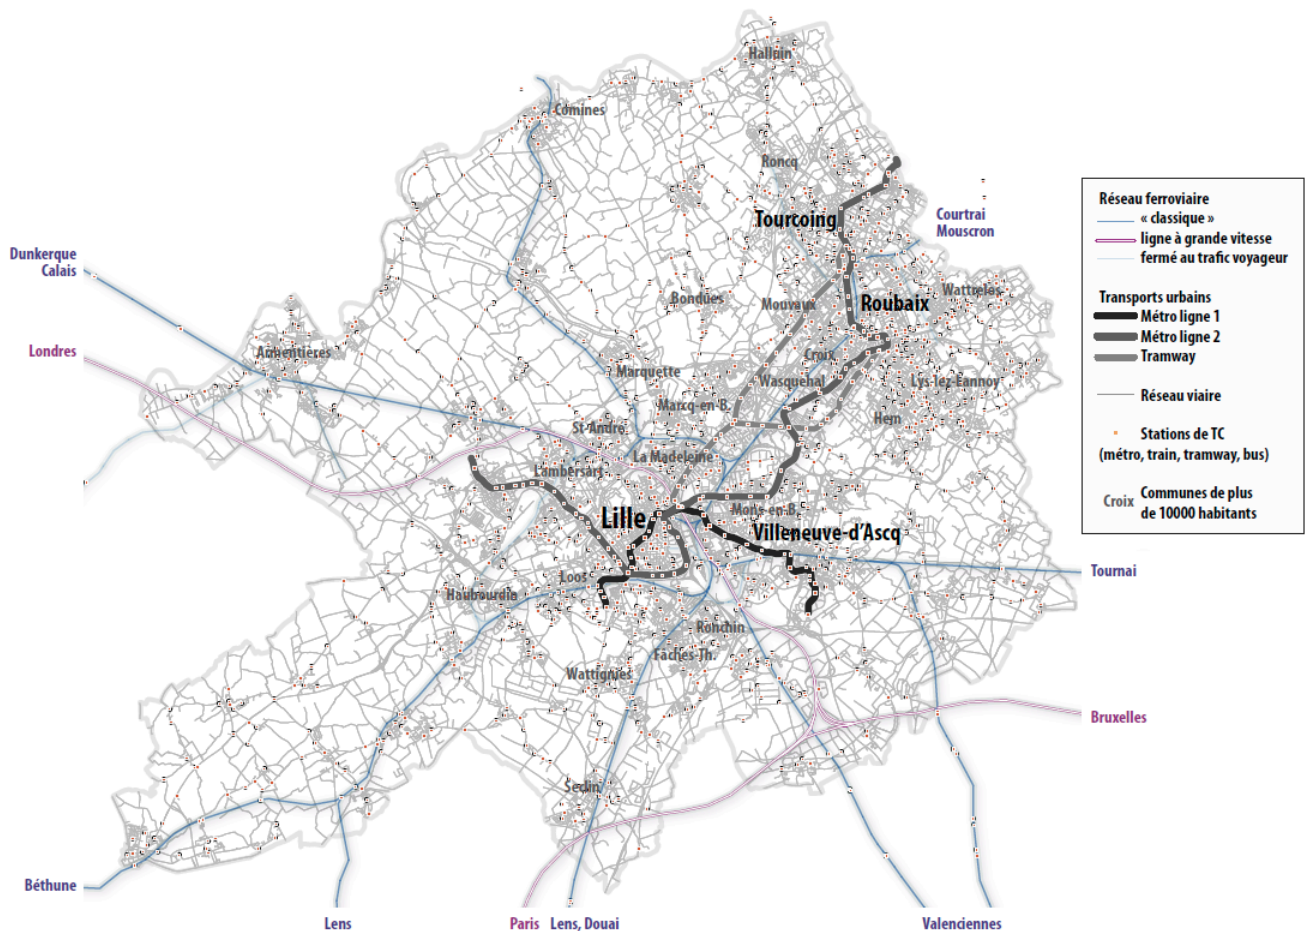 Halluin
Comines
Roncq
Tourcoing
Courtrai
Mouscron
Dunkerque
Calais
Bondues
Mouvaux
Roubaix
Wattrelos
Londres
Armentières
Marquette
Croix
Wasquehal
Lys-lez-Lannoy
Marcq-en-B.
Hem
St-André
La Madeleine
Lambersart
Lille
Mons-en-B.
Villeneuve-d'Ascq
Tournai
Loos
Haubourdin
Ronchin
Faches-Th.
Wattignies
Bruxelles
Seclin
Béthune
Lens
Paris
Lens, Douai
Valenciennes
Réseau ferroviaire
« classique »
ligne à grande vitesse
fermé au trafic voyageur
Transports urbains
Métro ligne 1
Métro ligne 2
Tramway
Réseau viaire
Stations de TC
(métro, train, tramway, bus)
Croix Communes de plus
de 10000 habitants